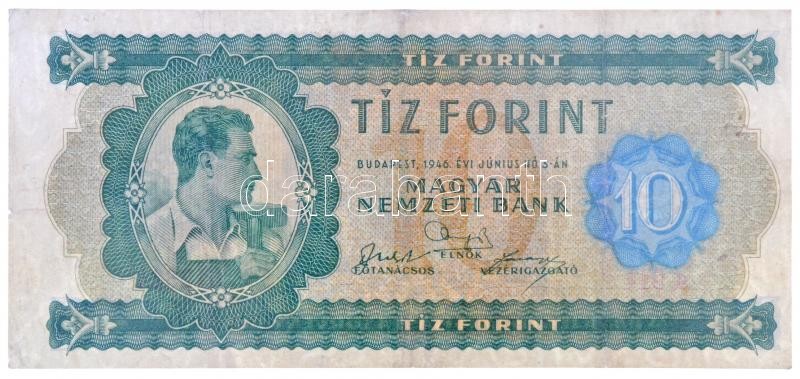 TÍZ FORINT
TÍZ FORINT
BUDAPEST, 1946. ÉVI JÚNIUS HÓ 3-ÁN
MAGYAR
NEMZETI BANK
10
darabanth
ELNÖK
FŐTANÁCSOS VEZÉRIGAZGATÓ
TÍZ FORINT